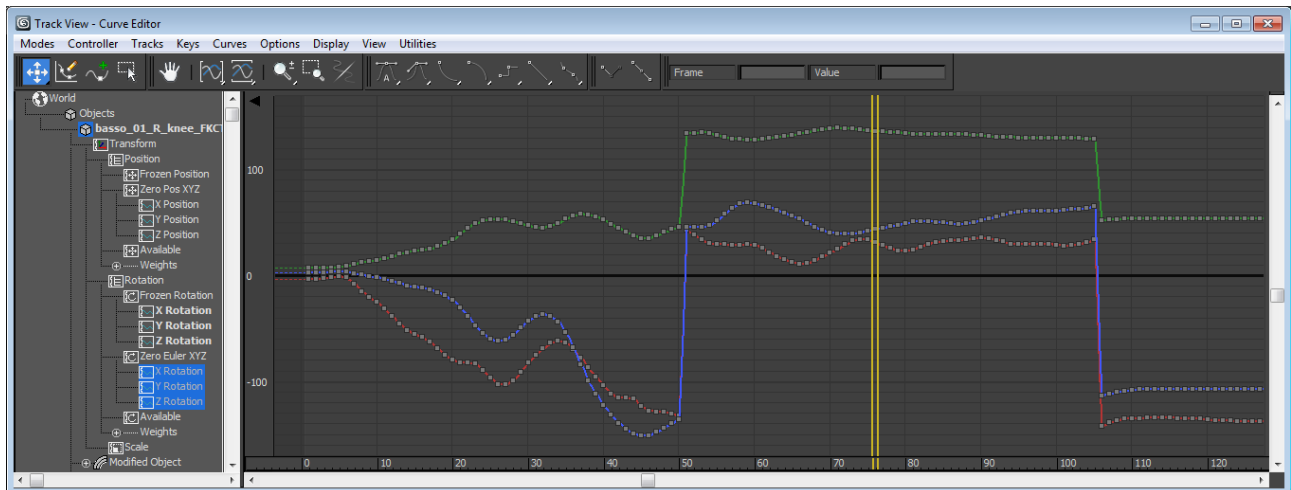 Track View - Curve Editor
Modes Controller Tracks Keys Curves Options Display View Utilities
Frame Value
World
Objects
basso_01_R_knee_FKC
Transform
Position
Frozen Position
Zero Pos XYZ
X Position
Y Position
Z Position
Available
Weights
Rotation
Frozen Rotation
X Rotation
Y Rotation
Z Rotation
Zero Euler XYZ
X Rotation
Y Rotation
Z Rotation
Available
Weights
Scale
Modified Object
100
0
-100
0 10 20 30 40 50 60 70 80 90 100 110 120